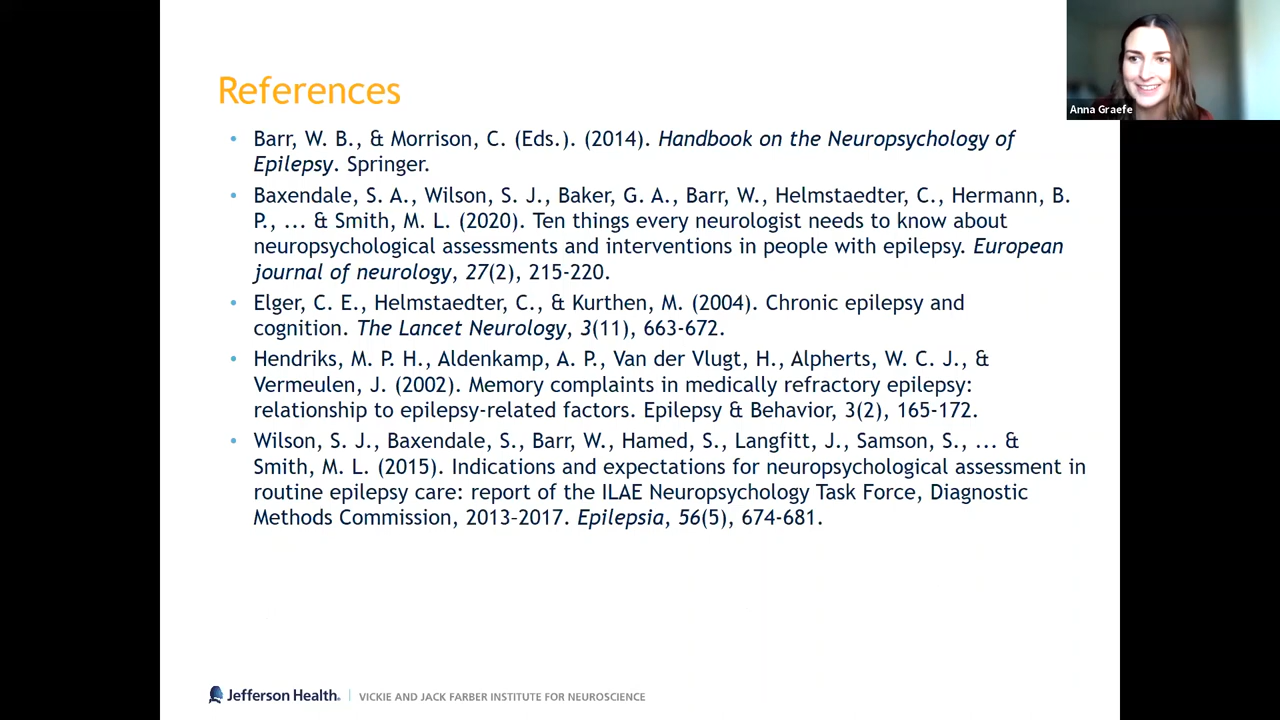 Anna Graefe
References
• Barr, W. B., & Morrison, C. (Eds.). (2014). Handbook on the Neuropsychology of
Epilepsy. Springer.
• Baxendale, S. A., Wilson, S. J., Baker, G. A., Barr, W., Helmstaedter, C., Hermann, B.
P., ... & Smith, M. L. (2020). Ten things every neurologist needs to know about
neuropsychological assessments and interventions in people with epilepsy. European
journal of neurology, 27(2), 215-220.
• Elger, C. E., Helmstaedter, C., & Kurthen, M. (2004). Chronic epilepsy and
cognition. The Lancet Neurology, 3(11), 663-672.
• Hendriks, M. P. H., Aldenkamp, A. P., Van der Vlugt, H., Alpherts, W. C. J., &
Vermeulen, J. (2002). Memory complaints in medically refractory epilepsy:
relationship to epilepsy-related factors. Epilepsy & Behavior, 3(2), 165-172.
• Wilson, S. J., Baxendale, S., Barr, W., Hamed, S., Langfitt, J., Samson, S., ... &
Smith, M. L. (2015). Indications and expectations for neuropsychological assessment in
routine epilepsy care: report of the ILAE Neuropsychology Task Force, Diagnostic
Methods Commission, 2013–2017. Epilepsia, 56(5), 674-681.
Jefferson Health. | VICKIE AND JACK FARBER INSTITUTE FOR NEUROSCIENCE